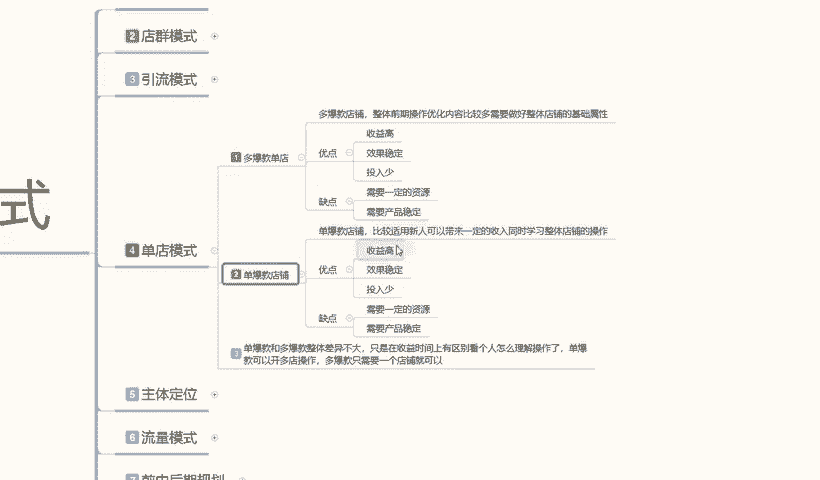 2 店群模式
3 引流模式
多爆款店铺，整体前期操作优化内容比较多需要做好整体店铺的基础属性
收益高
1 多爆款单店
优点
效果稳定
投入少
缺点
需要一定的资源
需要产品稳定
式
4 单店模式
单爆款店铺，比较适用新人可以带来一定的收入同时学习整体店铺的操作
收益高
2 单爆款店铺
优点
效果稳定
投入少
缺点
需要一定的资源
需要产品稳定
3 单爆款和多爆款整体差异不大，只是在收益时间上有区别看个人怎么理解操作了，单爆
款可以开多店操作，多爆款只需要一个店铺就可以
5 主体定位
6 流量模式